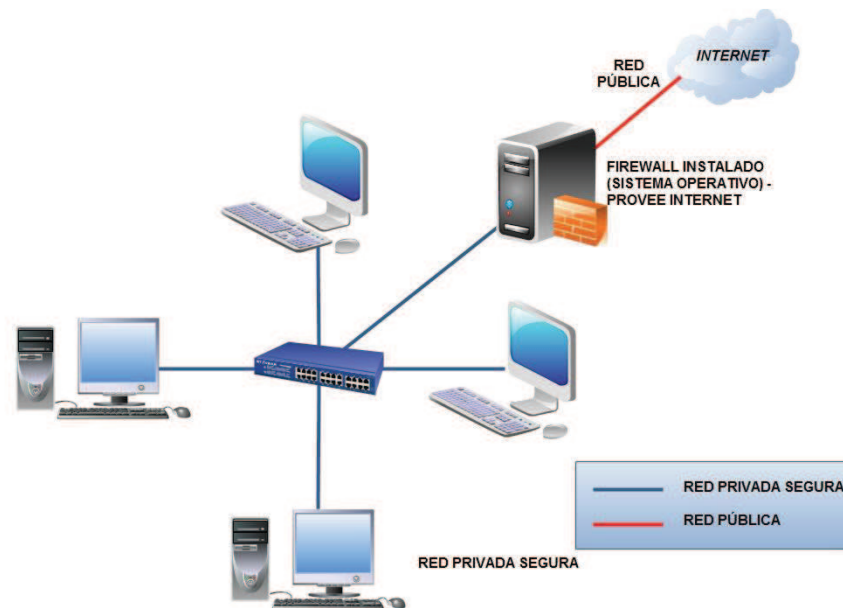 INTERNET
RED
PÚBLICA
FIREWALL INSTALADO
(SISTEMA OPERATIVO) -
PROVEE INTERNET
RED PRIVADA SEGURA
RED PÚBLICA
RED PRIVADA SEGURA